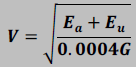 V = √((E_a + E_u) / 0.0004G)